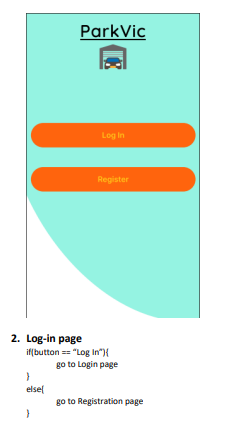 ParkVic
Log In
Register
2. Log-in page
if(button == "Log In"){
go to Login page
}
else{
go to Registration page
}